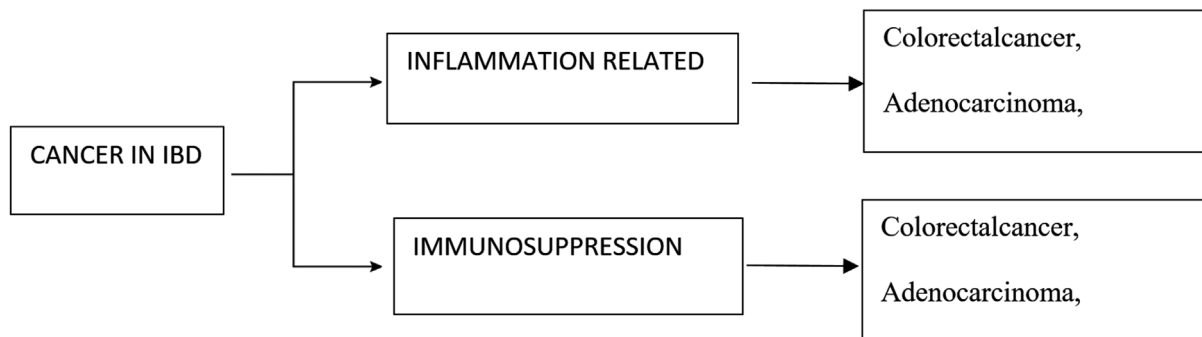 INFLAMMATION RELATED
Colorectalcancer,
Adenocarcinoma,
CANCER IN IBD
IMMUNOSUPPRESSION
Colorectalcancer,
Adenocarcinoma,